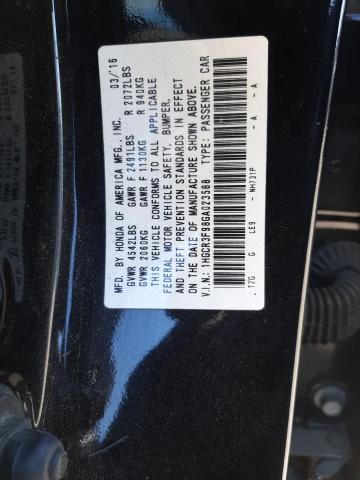 MFD. BY HONDA OF AMERICA MFG., INC. 03/16
GVWR 4542LBS GAWR F 2491LBS R 2072LBS
GVWR 2060KG GAWR F 1130KG R 940KG
THIS VEHICLE CONFORMS TO ALL APPLICABLE
FEDERAL MOTOR VEHICLE SAFETY, BUMPER,
AND THEFT PREVENTION STANDARDS IN EFFECT
ON THE DATE OF MANUFACTURE SHOWN ABOVE.
V.I.N.: 1HGCR3F98GA023588 TYPE: PASSENGER CAR
T2G G LE9 - NH731P - A - A